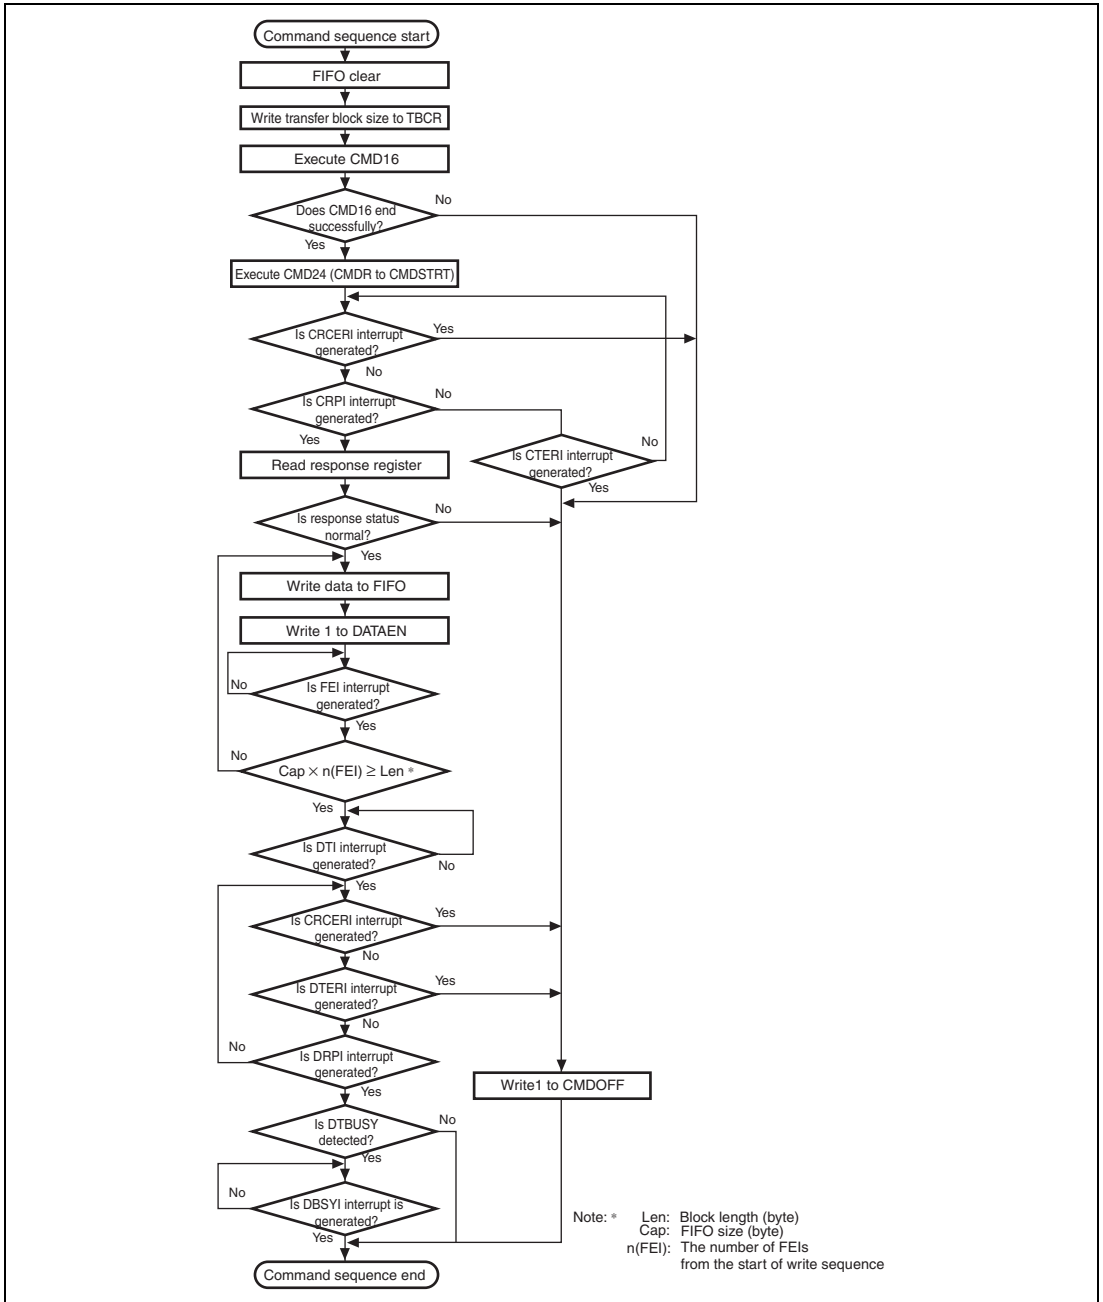 Command sequence start
FIFO clear
Write transfer block size to TBCR
Execute CMD16
No
Does CMD16 end
successfully?
Yes
Execute CMD24 (CMDR to CMDSTRT)
Is CRCERI interrupt
generated?
Yes
No
Is CRPI interrupt
generated?
No
Yes
Is CTERI interrupt
generated?
No
Yes
Read response register
Is response status
normal?
No
Yes
Write data to FIFO
Write 1 to DATAEN
Is FEI interrupt
generated?
No
Yes
Cap × n(FEI) ≥ Len *
No
Yes
Is DTI interrupt
generated?
No
Yes
Is CRCERI interrupt
generated?
Yes
No
Is DTERI interrupt
generated?
Yes
No
Is DRPI interrupt
generated?
No
Yes
Write1 to CMDOFF
Is DTBUSY
detected?
No
Yes
Is DBSYI interrupt is
generated?
No
Yes
Command sequence end
Note: * Len: Block length (byte)
Cap: FIFO size (byte)
n(FEI): The number of FEIs
from the start of write sequence